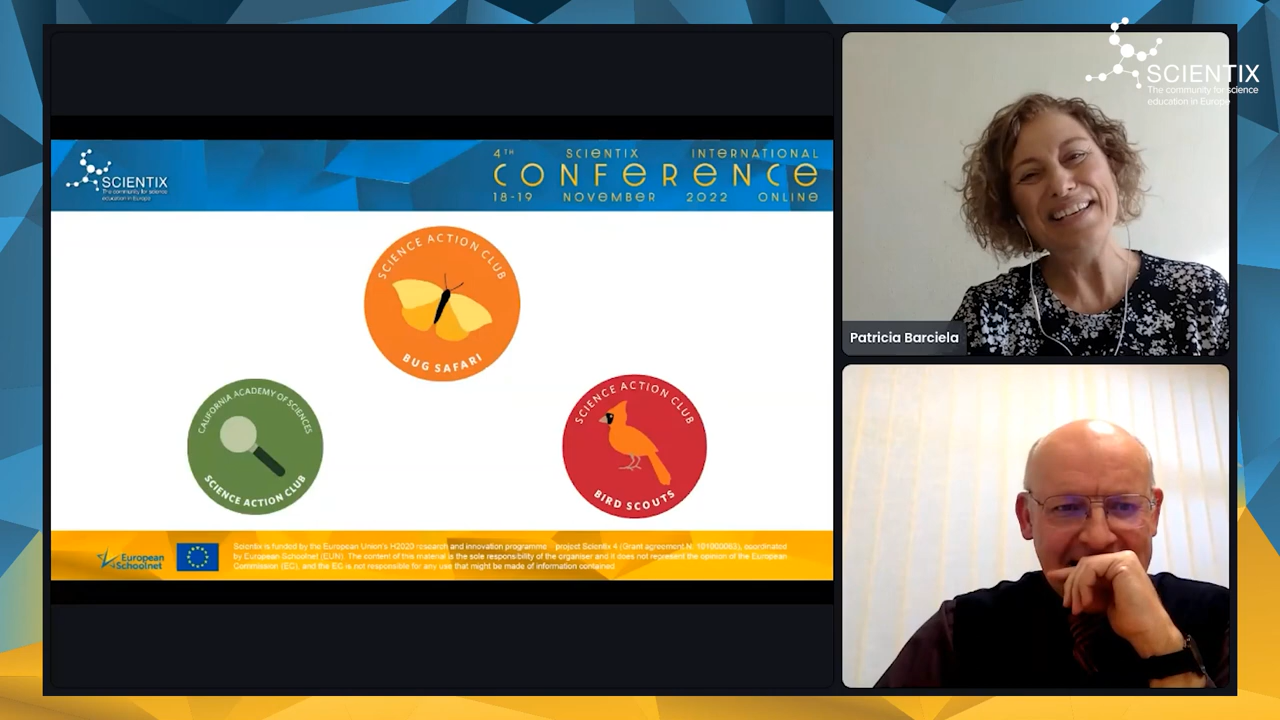 SCIENTIX
The community for science
education in Europe
SCIENTIX
The community for science
education in Europe
4TH SCIENTIX INTERNATIONAL
CONFERENCE
18-19 NOVEMBER 2022 ONLINE
SCIENCE ACTION CLUB
BUG SAFARI
CALIFORNIA ACADEMY OF SCIENCES
SCIENCE ACTION CLUB
SCIENCE ACTION CLUB
BIRD SCOUTS
Patricia Barciela
European
Schoolnet
Scientix is funded by the European Union's H2020 research and innovation programme project Scientix 4 (Grant agreement N. 101000063), coordinated
by European Schoolnet (EUN). The content of this material is the sole responsibility of the organiser and it does not represent the opinion of the European
Commission (EC), and the EC is not responsible for any use that might be made of information contained